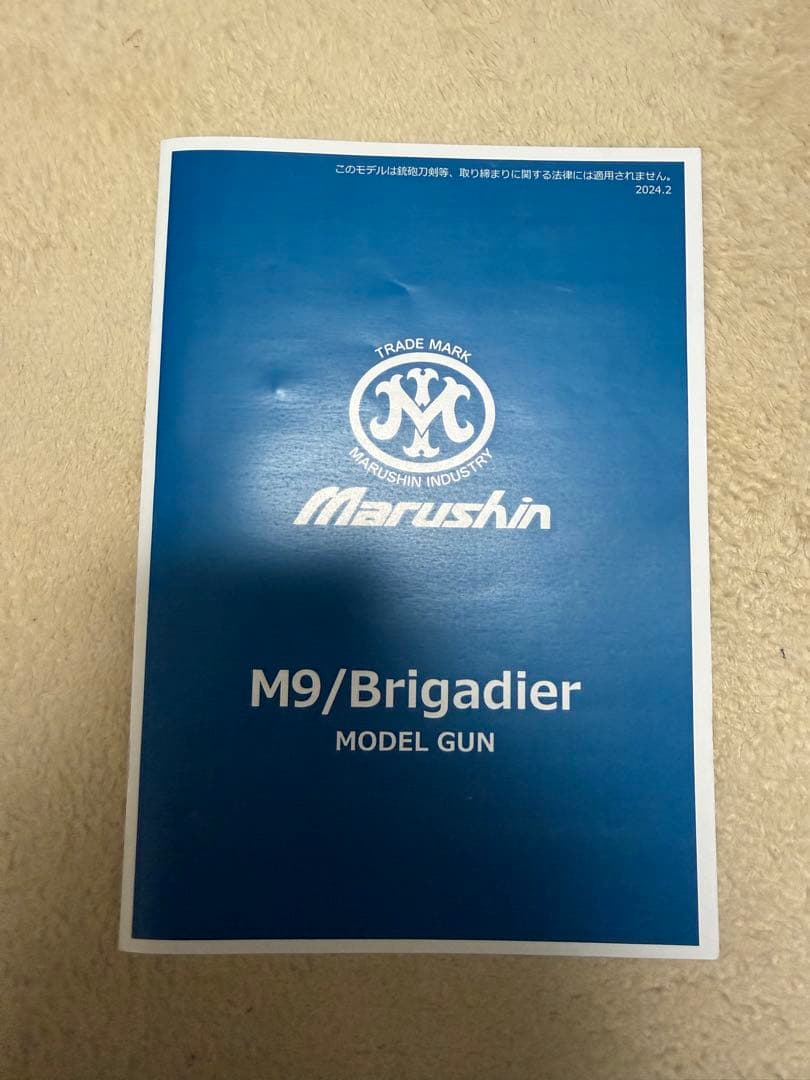 このモデルは銃砲刀剣等、取り締まりに関する法律には適用されません。
2024.2
TRADE MARK
M
MARUSHIN INDUSTRY
Marushin
M9/Brigadier
MODEL GUN